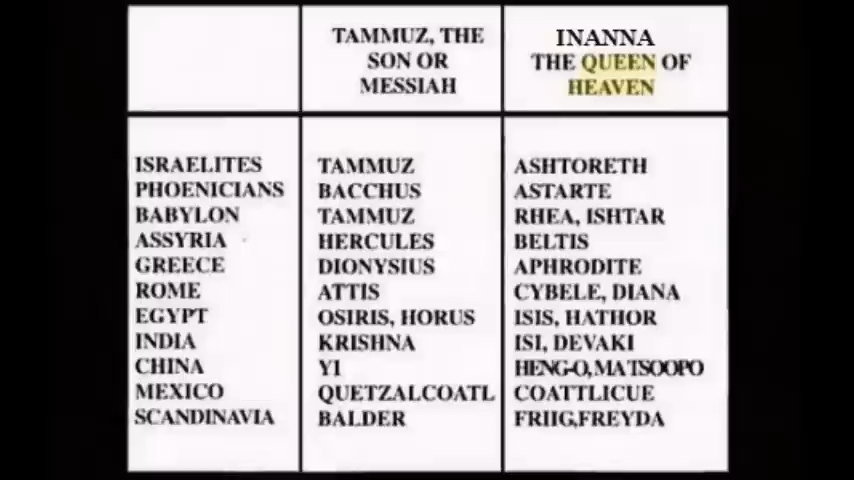 TAMMUZ, THE SON OR MESSIAH
INANNA THE QUEEN OF HEAVEN
ISRAELITES TAMMUZ ASHTORETH
PHOENICIANS BACCHUS ASTARTE
BABYLON TAMMUZ RHEA, ISHTAR
ASSYRIA HERCULES BELTIS
GREECE DIONYSIUS APHRODITE
ROME ATTIS CYBELE, DIANA
EGYPT OSIRIS, HORUS ISIS, HATHOR
INDIA KRISHNA ISI, DEVAKI
CHINA YI HENG-O, MA TSOOPO
MEXICO QUETZALCOATL COATTLICUE
SCANDINAVIA BALDER FRIIG,FREYDA